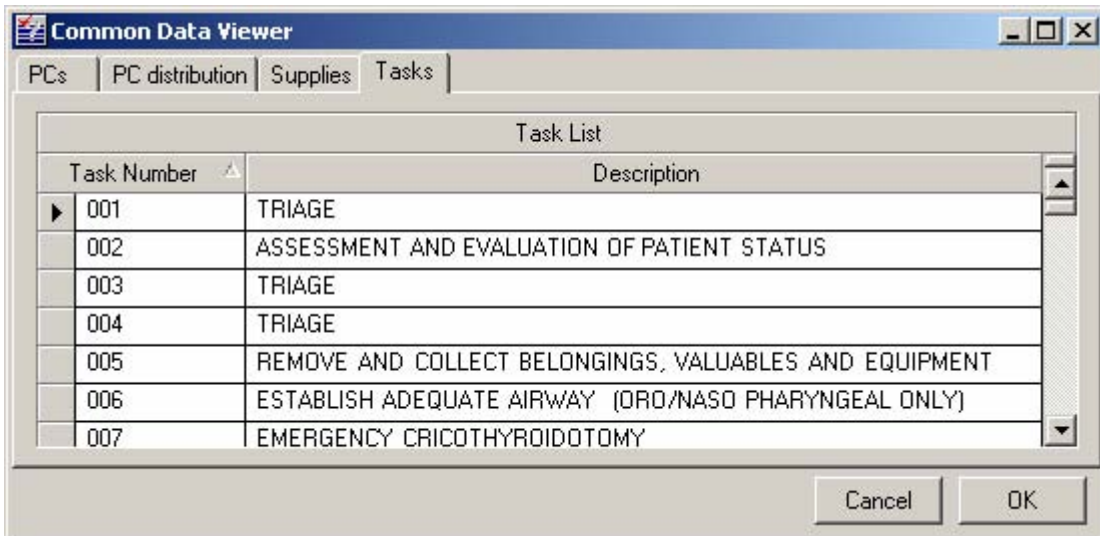 Common Data Viewer
PCs PC distribution Supplies Tasks
Task List
Task Number Description
001 TRIAGE
002 ASSESSMENT AND EVALUATION OF PATIENT STATUS
003 TRIAGE
004 TRIAGE
005 REMOVE AND COLLECT BELONGINGS, VALUABLES AND EQUIPMENT
006 ESTABLISH ADEQUATE AIRWAY (ORO/NASO PHARYNGEAL ONLY)
007 EMERGENCY CRICOTHYROIDOTOMY
Cancel OK